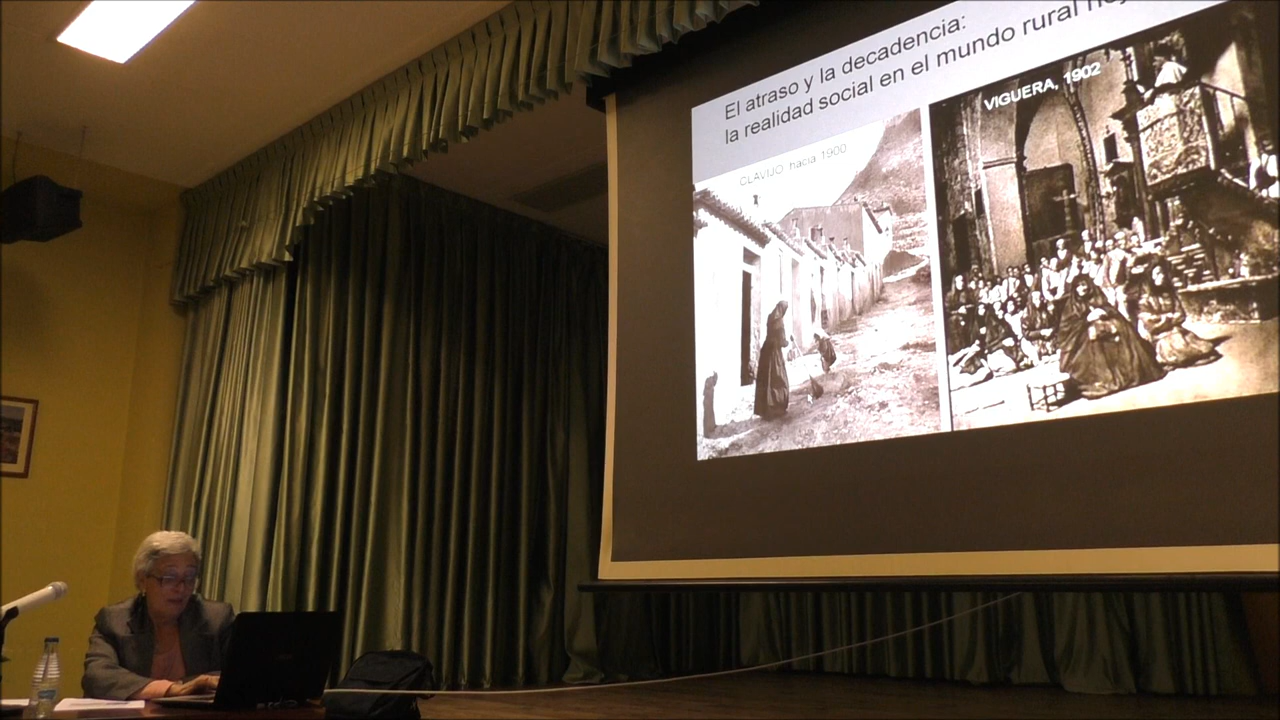 El atraso y la decadencia:
la realidad social en el mundo rural
CLAVIJO hacia 1900
VIGUERA, 1902